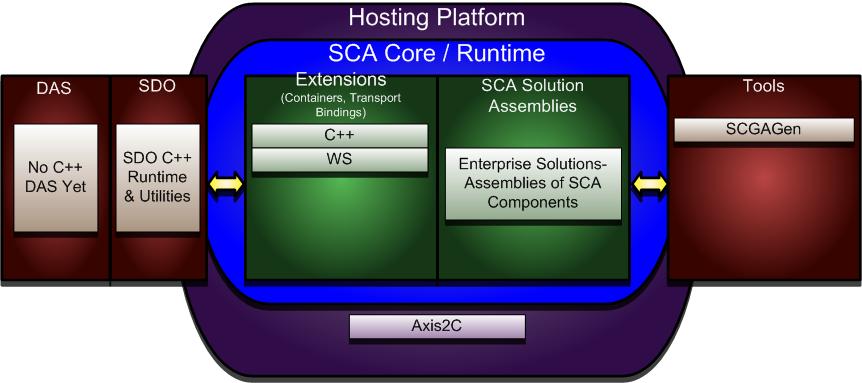 Hosting Platform
SCA Core / Runtime
DAS
No C++
DAS Yet
SDO
SDO C++
Runtime
& Utilities
Extensions
(Containers, Transport
Bindings)
C++
WS
SCA Solution
Assemblies
Enterprise Solutions-
Assemblies of SCA
Components
Tools
SCGAGen
Axis2C